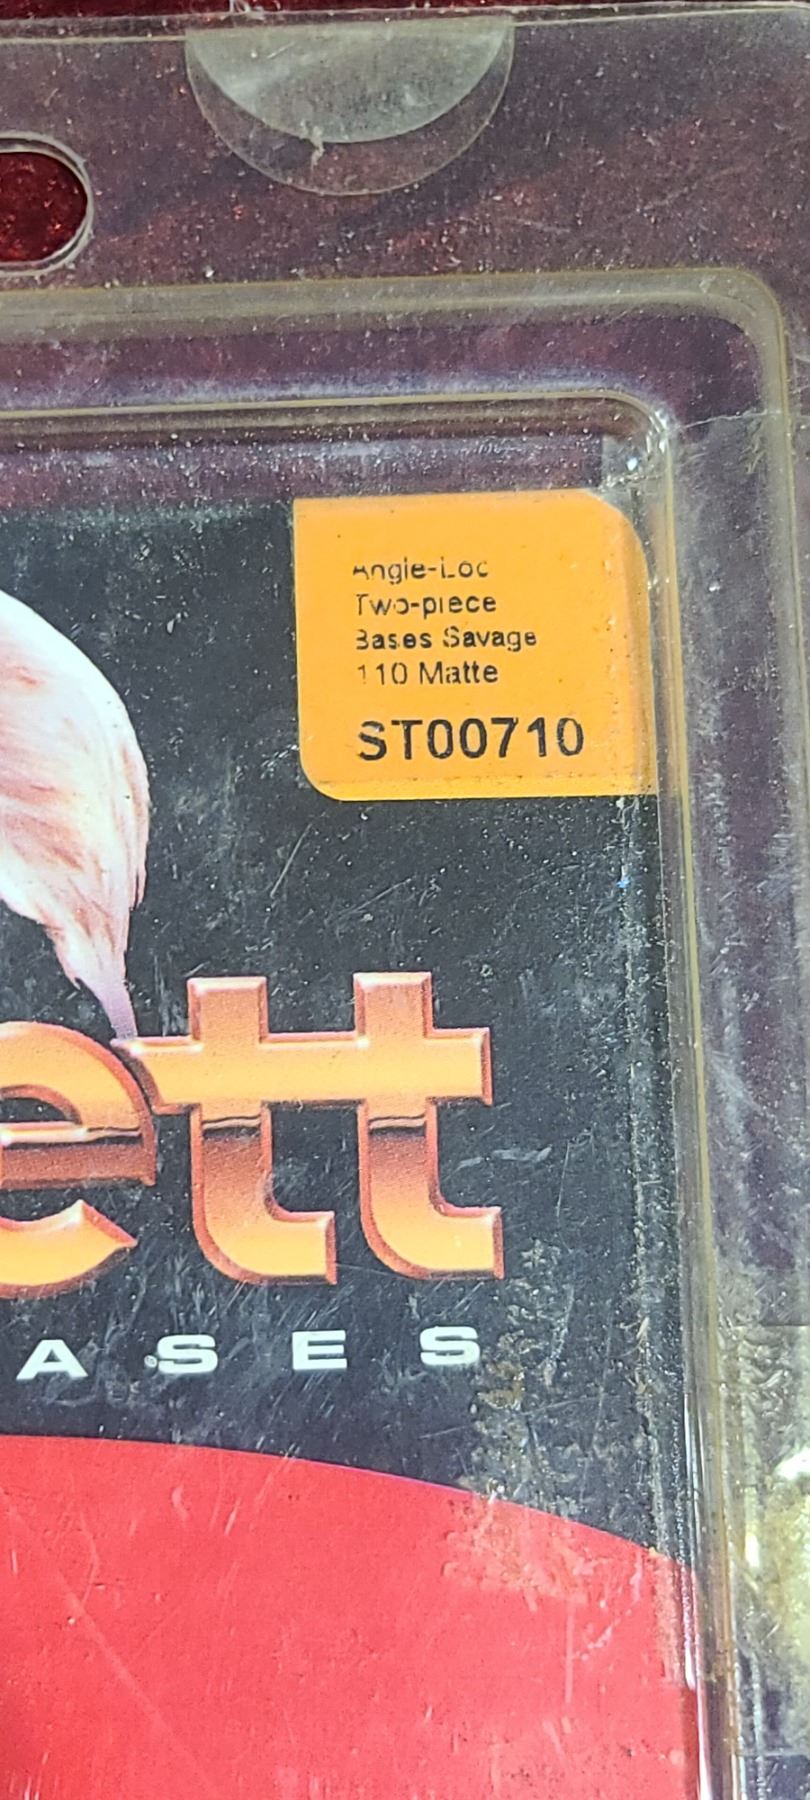 Angle-Loc
Two-piece
Bases Savage
110 Matte
ST00710
ett
ASES